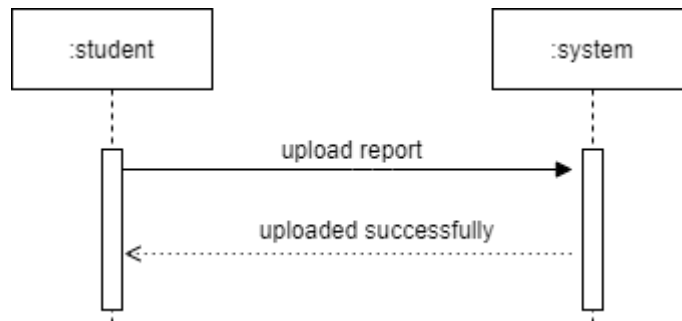 :student
:system
upload report
uploaded successfully